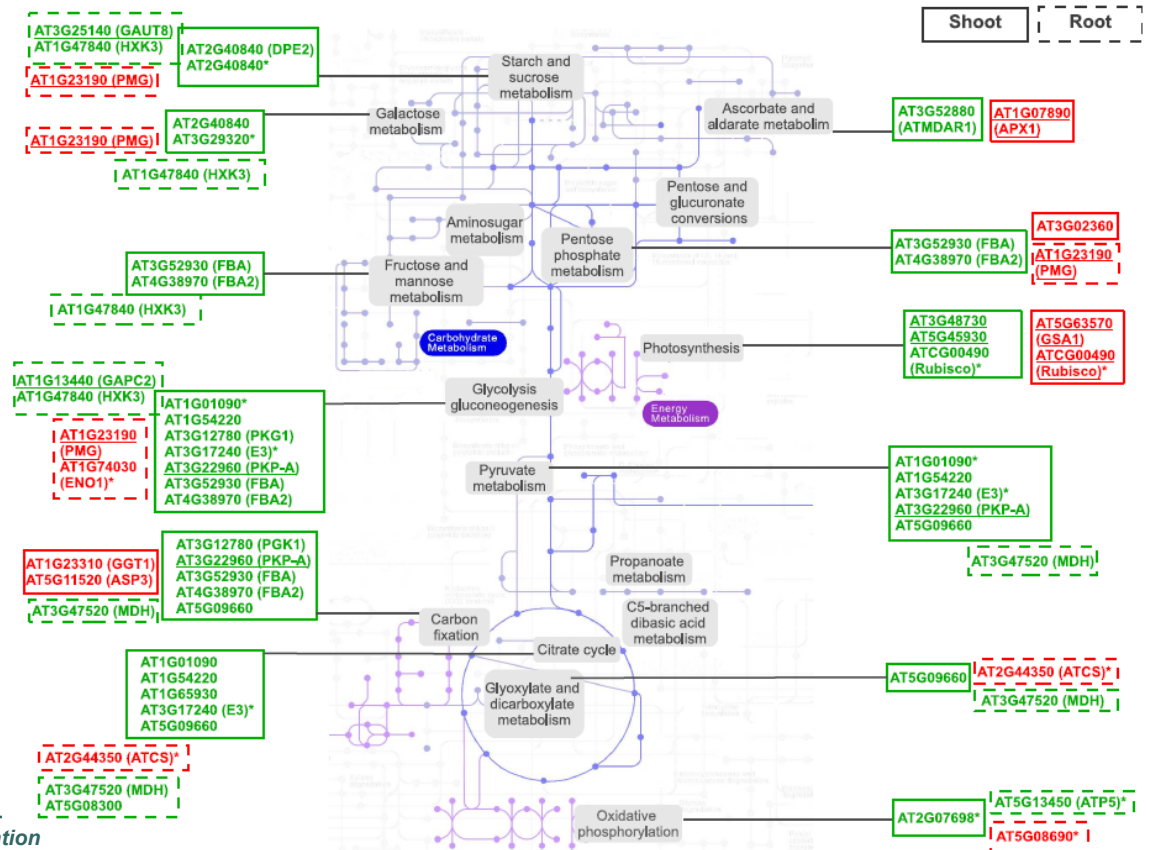 Shoot
Root
AT3G25140 (GAUT8)
AT1G47840 (HXK3)
AT1G23190 (PMG)
AT2G40840 (DPE2)
AT2G40840*
Starch and
sucrose
metabolism
AT1G23190 (PMG)
AT2G40840
AT3G29320*
AT1G47840 (HXK3)
Galactose
metabolism
Ascorbate and
aldarate metabolim
AT3G52880
(ATMDAR1)
AT1G07890
(APX1)
Pentose and
glucuronate
conversions
Aminosugar
metabolism
Pentose
phosphate
metabolism
AT3G52930 (FBA)
AT4G38970 (FBA2)
AT3G02360
AT1G23190
(PMG)
AT3G52930 (FBA)
AT4G38970 (FBA2)
AT1G47840 (HXK3)
Fructose and
mannose
metabolism
Carbohydrate
Metabolism
Photosynthesis
AT3G48730
AT5G45930
ATCG00490
(Rubisco)*
AT5G63570
(GSA1)
ATCG00490
(Rubisco)*
Energy
Metabolism
AT1G13440 (GAPC2)
AT1G47840 (HXK3)
AT1G23190
(PMG)
AT1G74030
(ENO1)*
AT1G01090*
AT1G54220
AT3G12780 (PKG1)
AT3G17240 (E3)*
AT3G22960 (PKP-A)
AT3G52930 (FBA)
AT4G38970 (FBA2)
Glycolysis
gluconeogenesis
Pyruvate
metabolism
AT1G01090*
AT1G54220
AT3G17240 (E3)*
AT3G22960 (PKP-A)
AT5G09660
AT3G47520 (MDH)
AT1G23310 (GGT1)
AT5G11520 (ASP3)
AT3G47520 (MDH)
AT3G12780 (PGK1)
AT3G22960 (PKP-A)
AT3G52930 (FBA)
AT4G38970 (FBA2)
AT5G09660
Carbon
fixation
Propanoate
metabolism
C5-branched
dibasic acid
metabolism
Citrate cycle
AT1G01090
AT1G54220
AT1G65930
AT3G17240 (E3)*
AT5G09660
AT2G44350 (ATCS)*
AT3G47520 (MDH)
AT5G08300
Glyoxylate and
dicarboxylate
metabolism
AT5G09660
AT2G44350 (ATCS)*
AT3G47520 (MDH)
Oxidative
phosphorylation
AT2G07698*
AT5G13450 (ATP5)*
AT5G08690*
tion